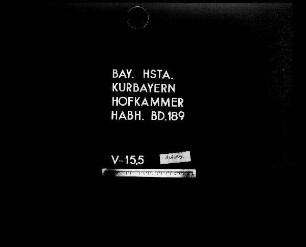 BAY. HSTA.
KURBAYERN
HOFKAMMER
HABH. BD.189
V-15,5